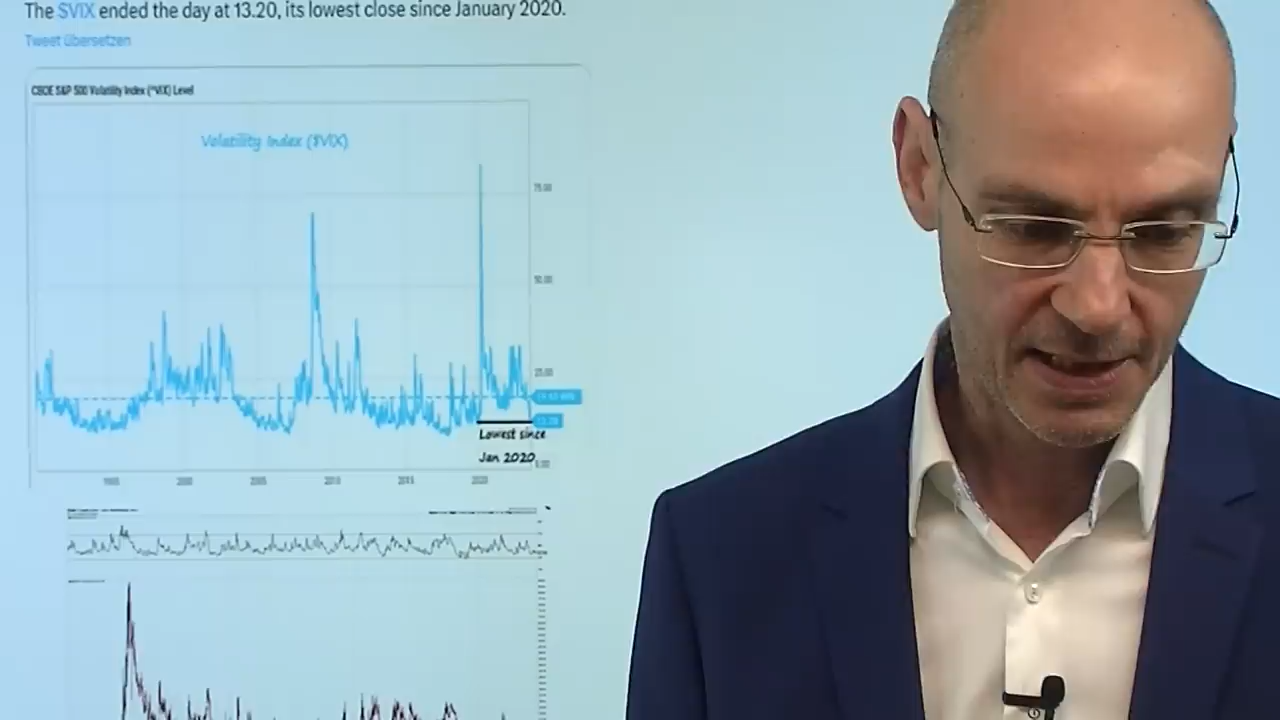 The $VIX ended the day at 13.20, its lowest close since January 2020.
Tweet übersetzen
CBOE S&P 500 Volatility Index (^VIX) Level
Volatility Index ($VIX)
75.00
50.00
25.00
Lowest since
Jan 2020
2000
2005
2010
2015
2020